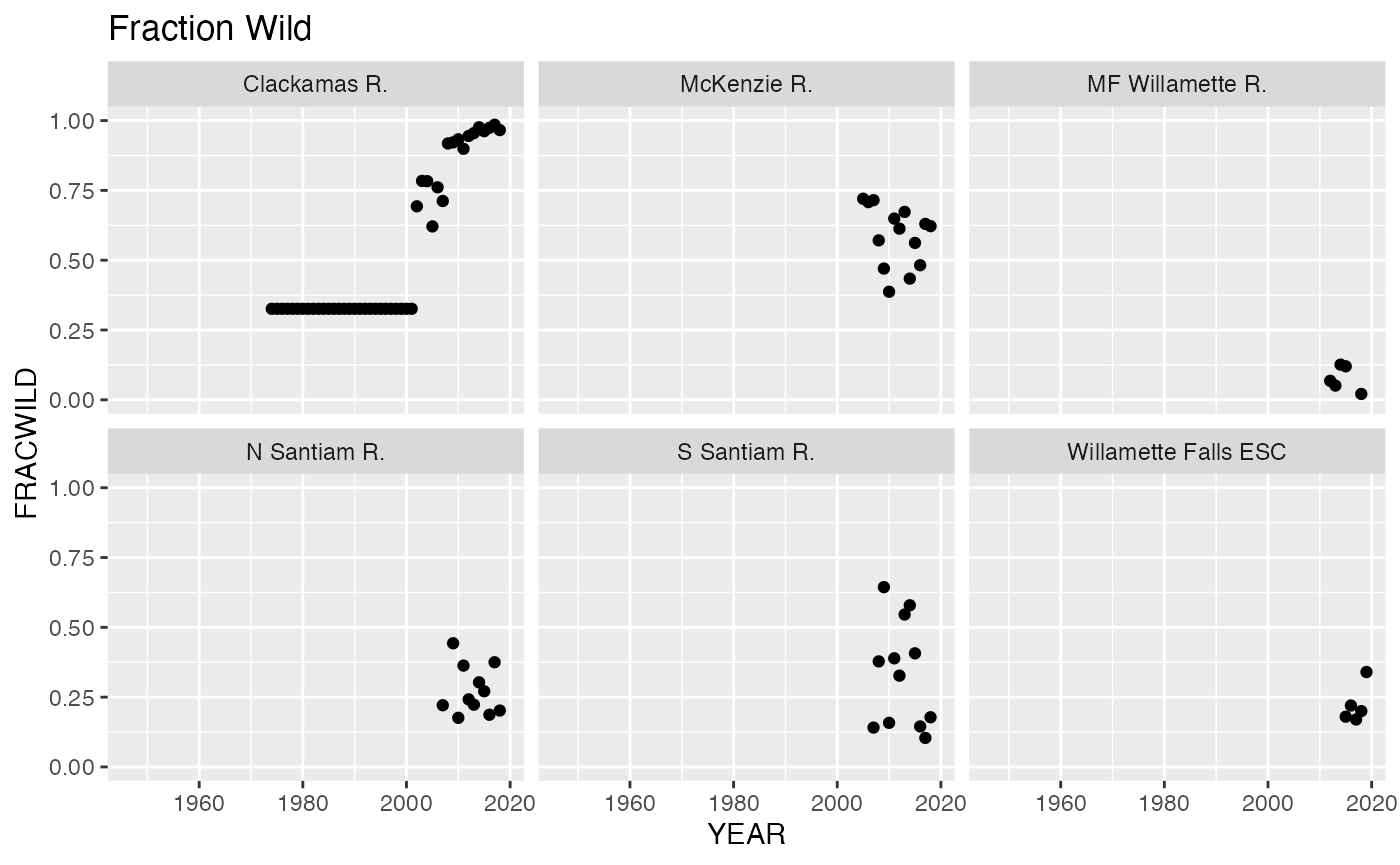 Fraction Wild
Clackamas R.
McKenzie R.
MF Willamette R.
1.00
0.75
0.50
0.25
0.00
N Santiam R.
S Santiam R.
Willamette Falls ESC
1.00
0.75
0.50
0.25
0.00
FRACWILD
1960 1980 2000 2020 1960 1980 2000 2020 1960 1980 2000 2020
YEAR